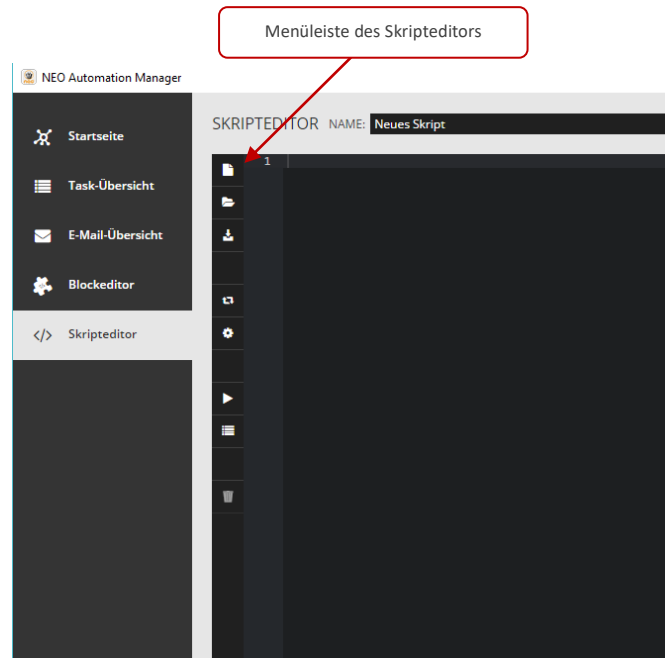 Menüleiste des Skripteditors
NEO Automation Manager
SKRIPTEDITOR NAME: Neues Skript
Startseite
1
Task-Übersicht
E-Mail-Übersicht
Blockeditor
</> Skripteditor